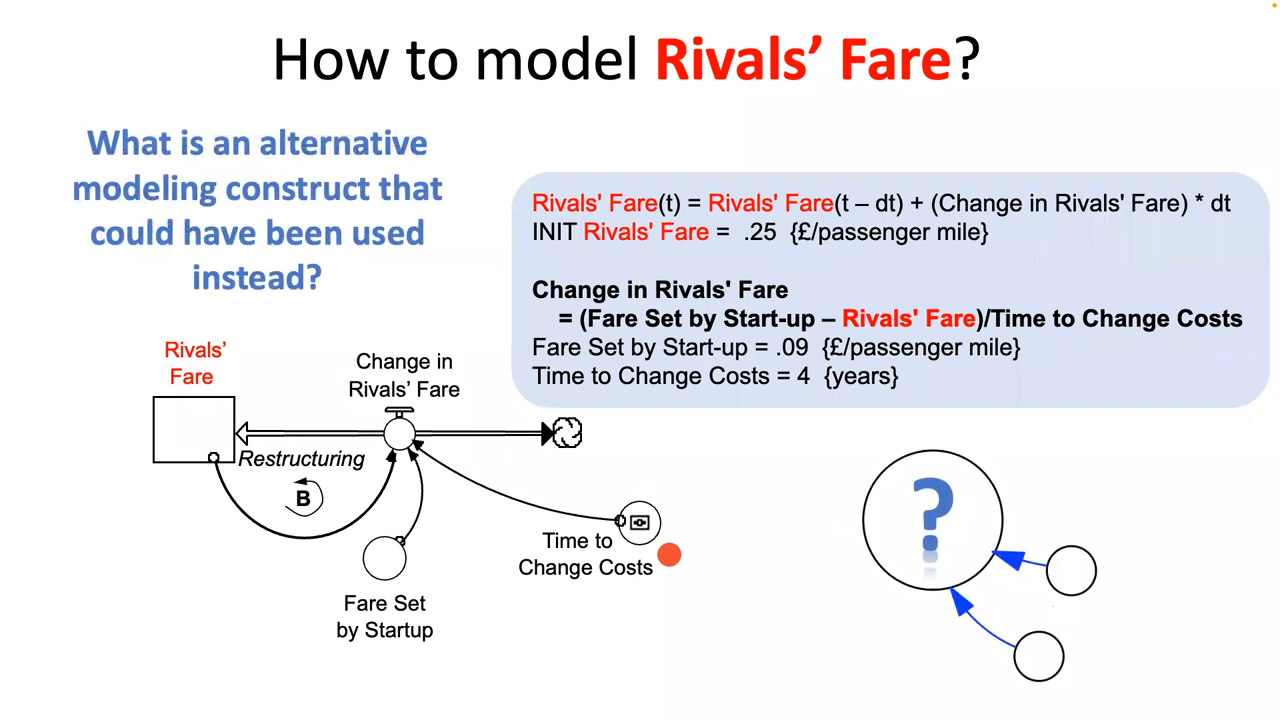 How to model Rivals’ Fare?
What is an alternative
modeling construct that
could have been used
instead?
Rivals' Fare(t) = Rivals' Fare(t – dt) + (Change in Rivals' Fare) * dt
INIT Rivals' Fare = .25 {£/passenger mile}
Change in Rivals' Fare
= (Fare Set by Start-up – Rivals' Fare)/Time to Change Costs
Fare Set by Start-up = .09 {£/passenger mile}
Time to Change Costs = 4 {years}
Rivals’
Fare
Change in
Rivals’ Fare
Restructuring
B
Time to
Change Costs
Fare Set
by Startup
?